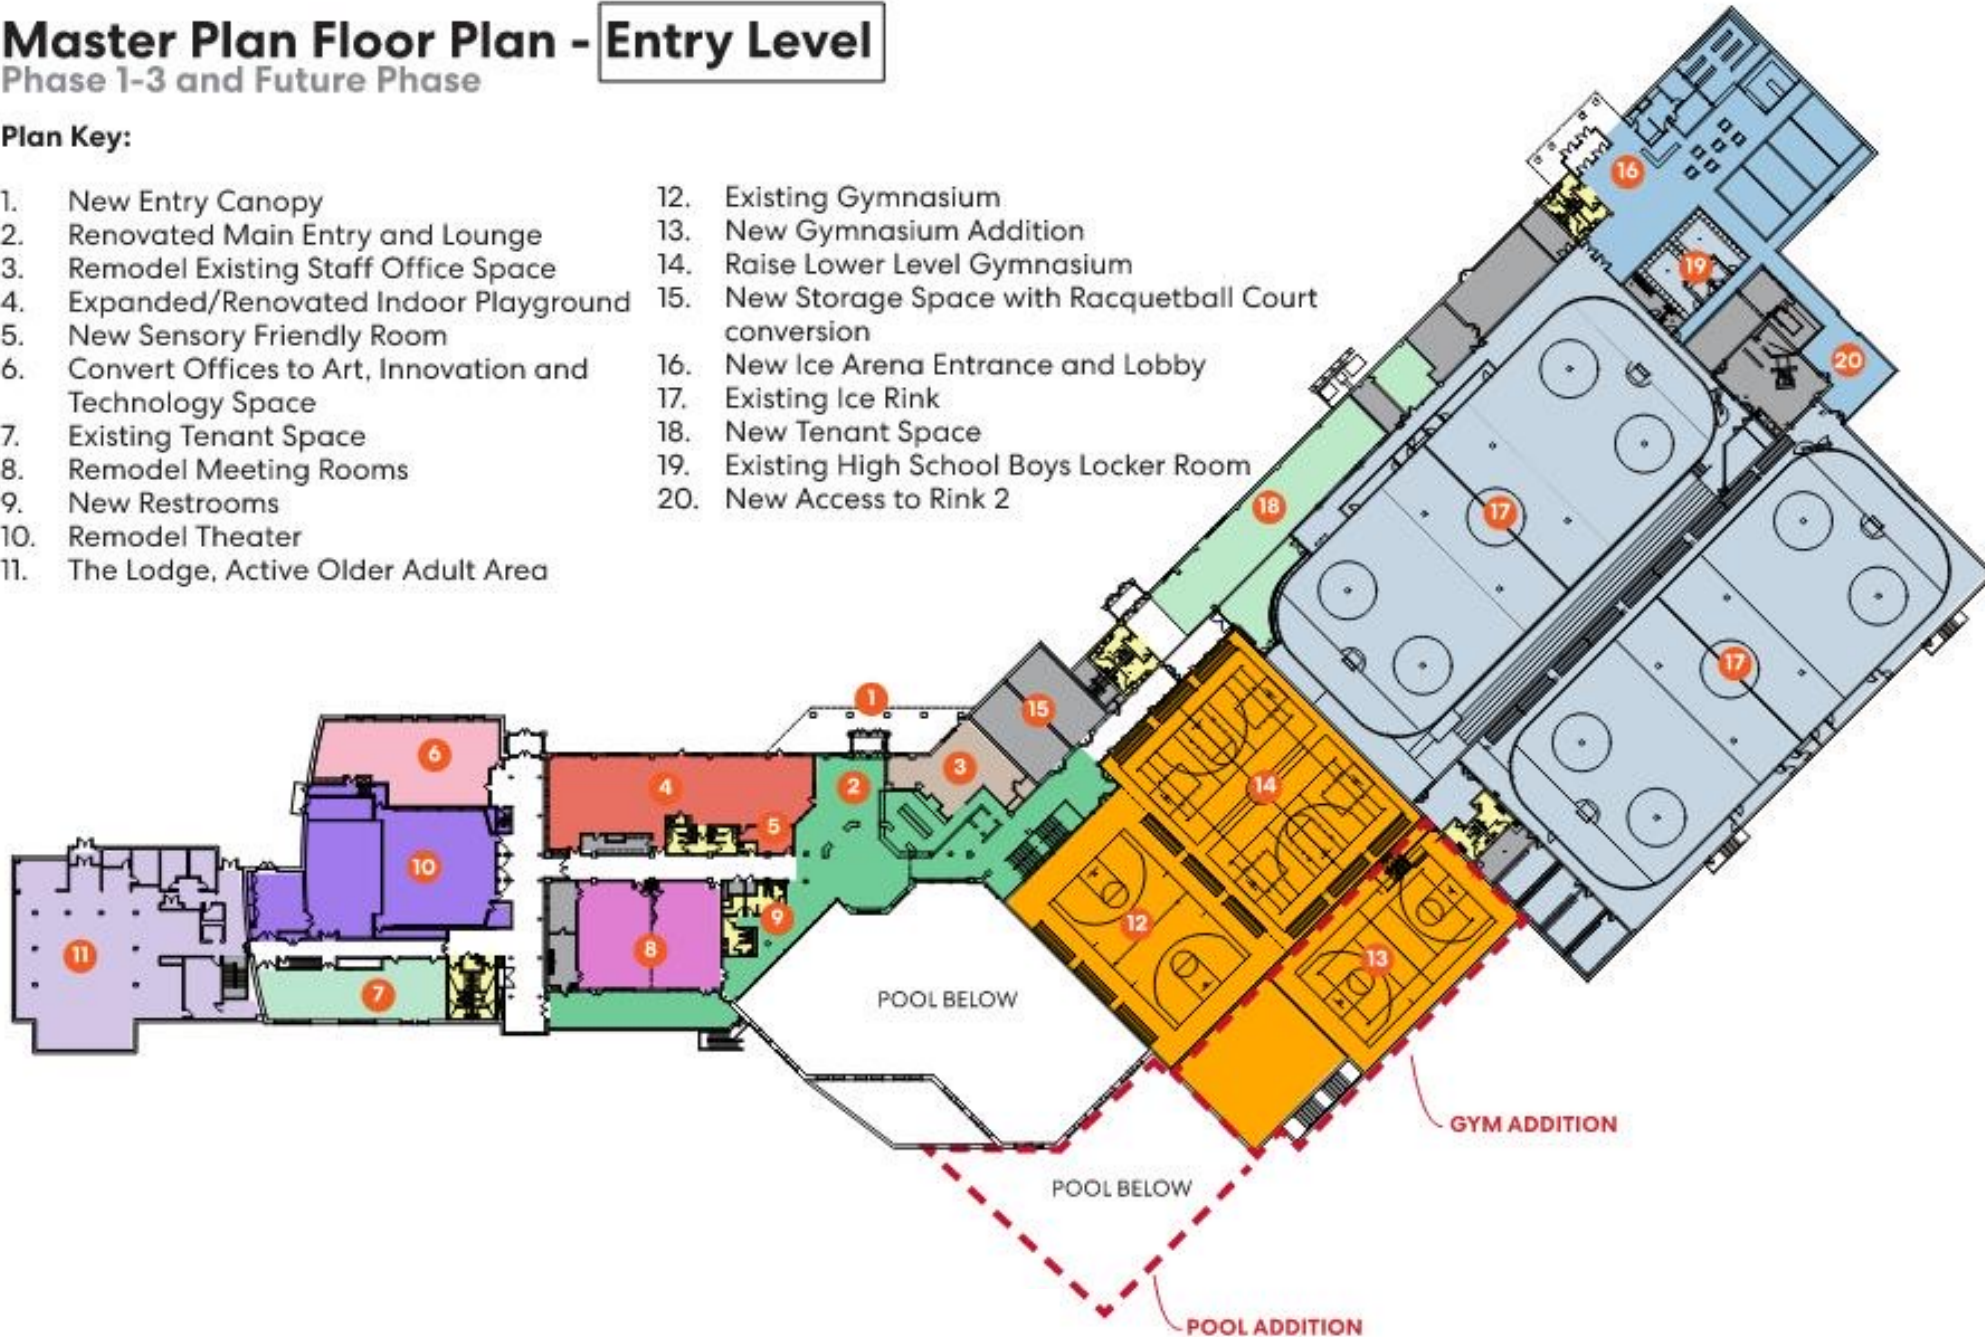 Master Plan Floor Plan - Entry Level
Phase 1-3 and Future Phase
Plan Key:
1. New Entry Canopy
2. Renovated Main Entry and Lounge
3. Remodel Existing Staff Office Space
4. Expanded/Renovated Indoor Playground
5. New Sensory Friendly Room
6. Convert Offices to Art, Innovation and
Technology Space
7. Existing Tenant Space
8. Remodel Meeting Rooms
9. New Restrooms
10. Remodel Theater
11. The Lodge, Active Older Adult Area
12. Existing Gymnasium
13. New Gymnasium Addition
14. Raise Lower Level Gymnasium
15. New Storage Space with Racquetball Court
conversion
16. New Ice Arena Entrance and Lobby
17. Existing Ice Rink
18. New Tenant Space
19. Existing High School Boys Locker Room
20. New Access to Rink 2
16
19
20
18
17
17
1
15
6
3
4
2
14
5
10
12
9
8
11
13
7
POOL BELOW
GYM ADDITION
POOL BELOW
POOL ADDITION